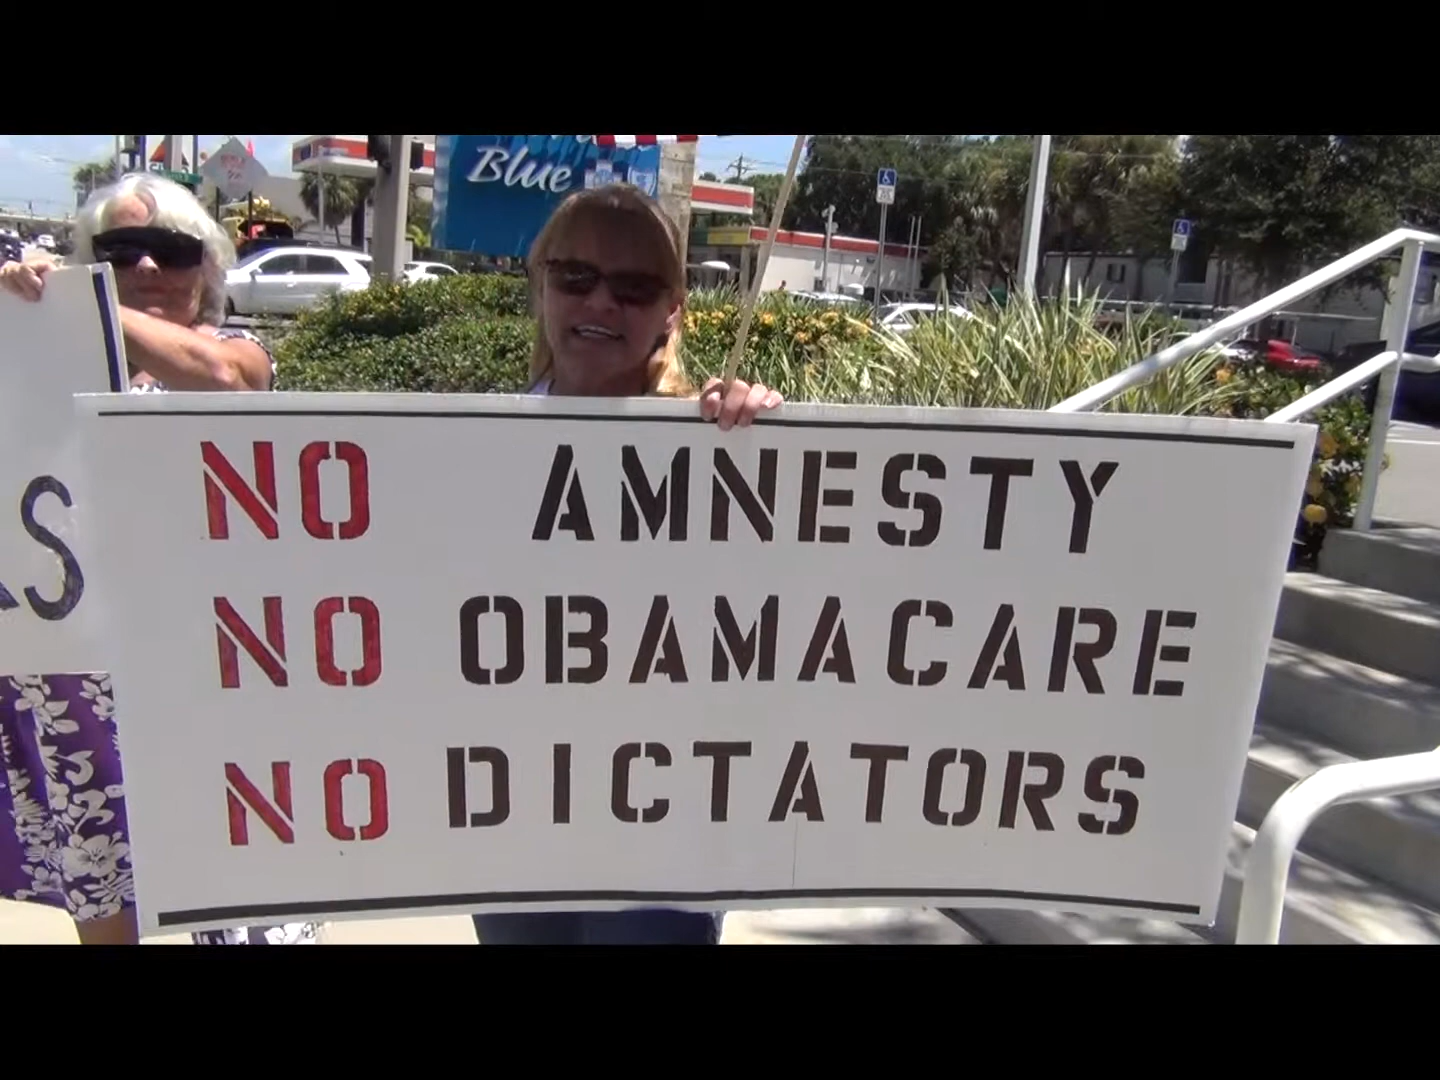 Blue
NO AMNESTY
NO OBAMACARE
NO DICTATORS
S